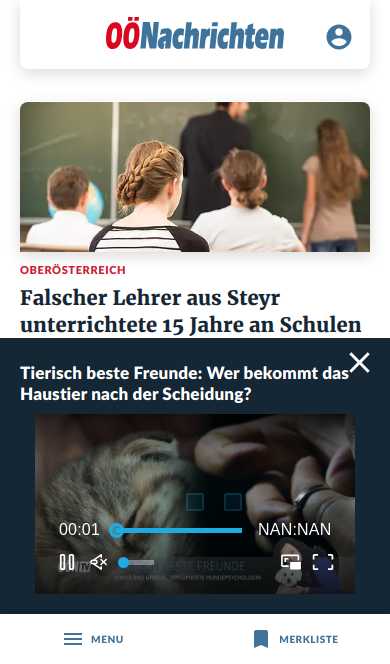 OÖNachrichten
OBERÖSTERREICH
Falscher Lehrer aus Steyr
unterrichtete 15 Jahre an Schulen
Tierisch beste Freunde: Wer bekommt das
Haustier nach der Scheidung?
00:01
NAN:NAN
BESTE FREUNDE
MENU
MERKLISTE